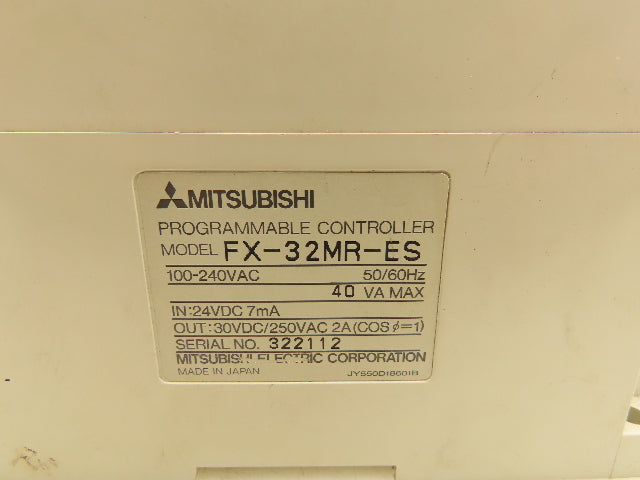 MITSUBISHI
PROGRAMMABLE CONTROLLER
MODEL FX-32MR-ES
100-240VAC 50/60Hz
40 VA MAX
IN:24VDC 7mA
OUT:30VDC/250VAC 2A(COS φ=1)
SERIAL NO. 322112
MITSUBISHI ELECTRIC CORPORATION
MADE IN JAPAN JY550D18601B